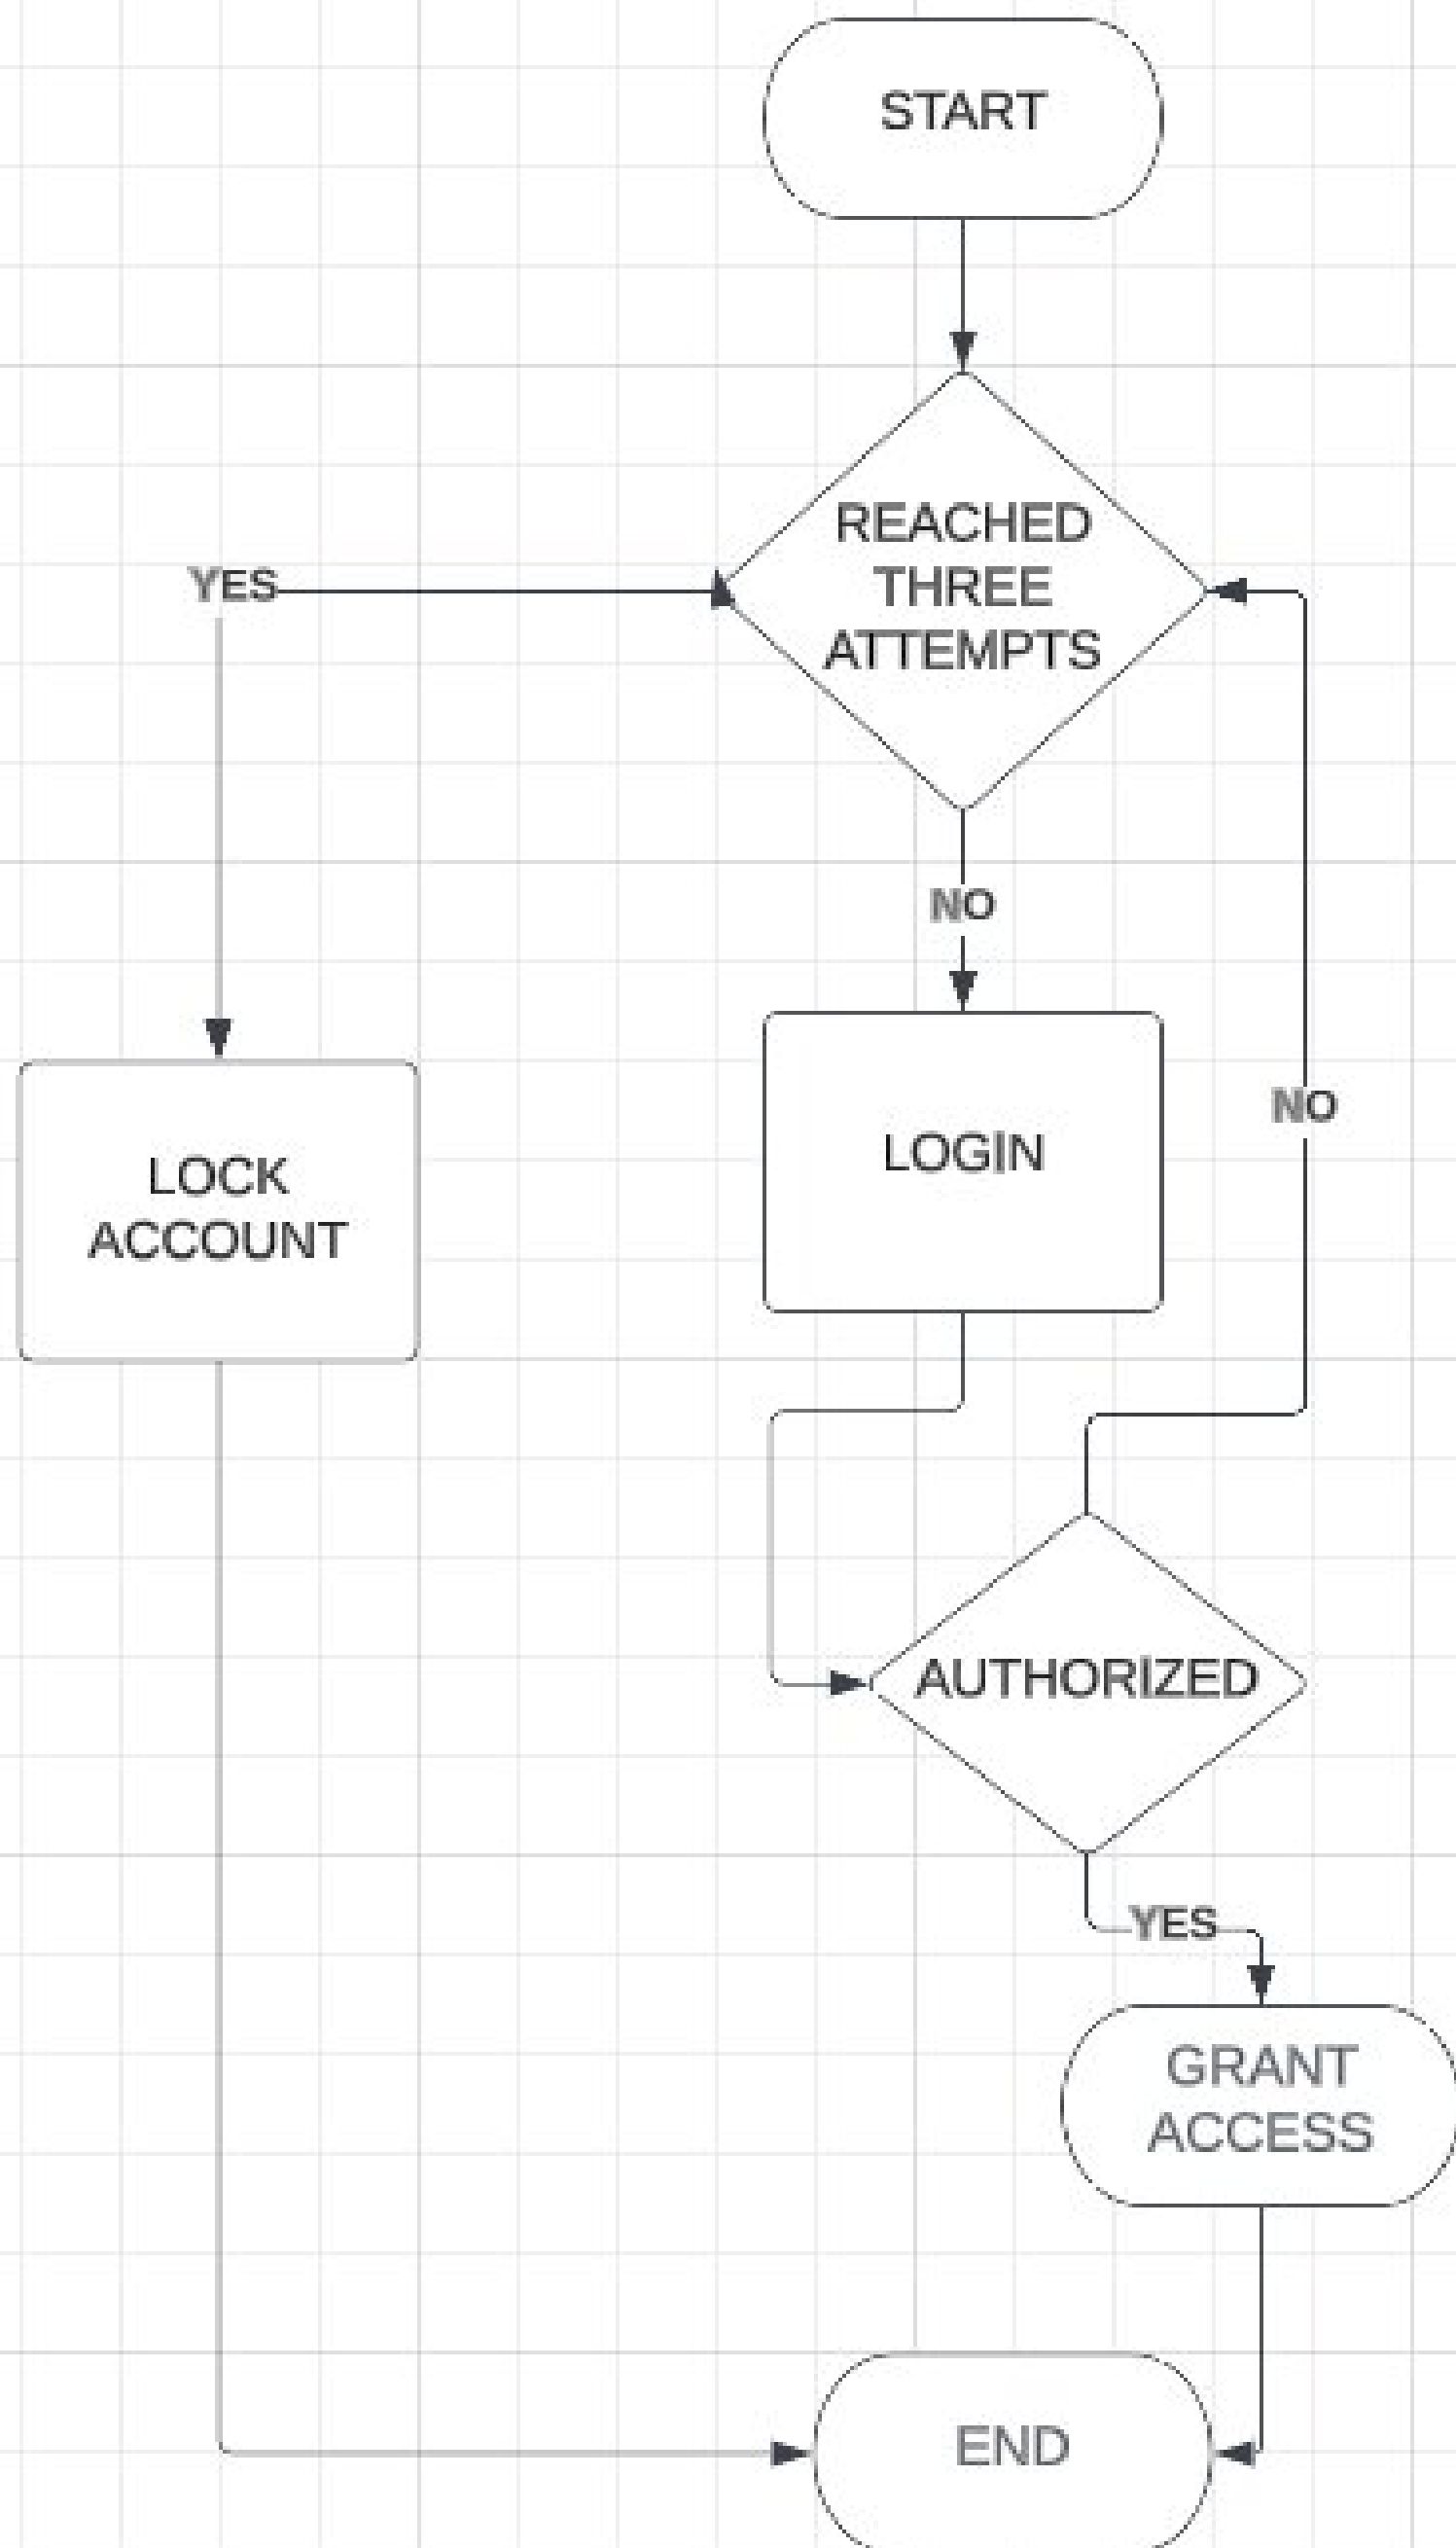 START
REACHED
THREE
ATTEMPTS
YES
NO
LOGIN
NO
LOCK
ACCOUNT
AUTHORIZED
YES
GRANT
ACCESS
END